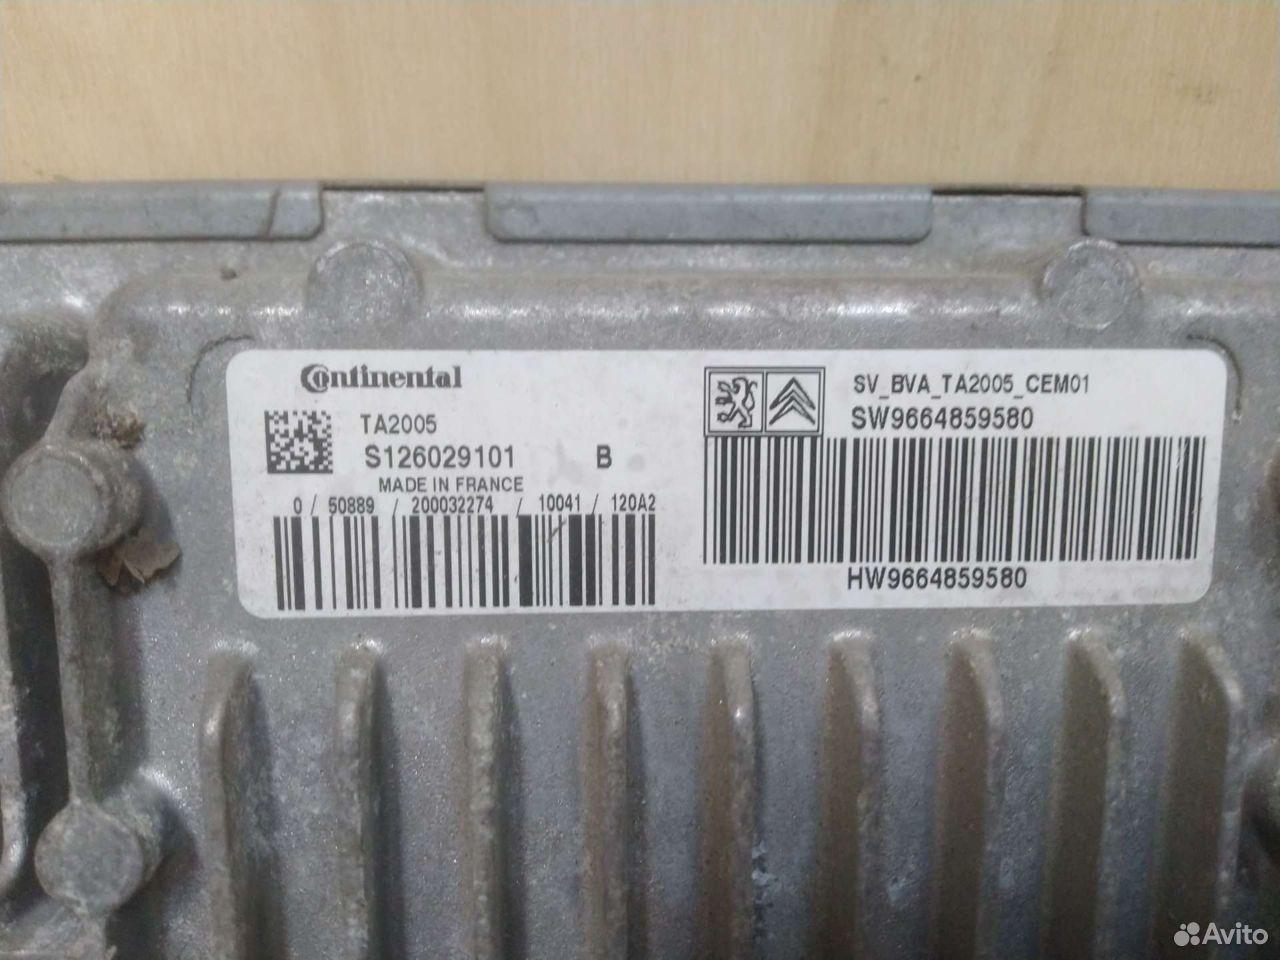 Continental
TA2005
S126029101 B
MADE IN FRANCE
0 / 50889 / 200032274 / 10041 / 120A2
SV_BVA_TA2005_CEM01
SW9664859580
HW9664859580
Avito